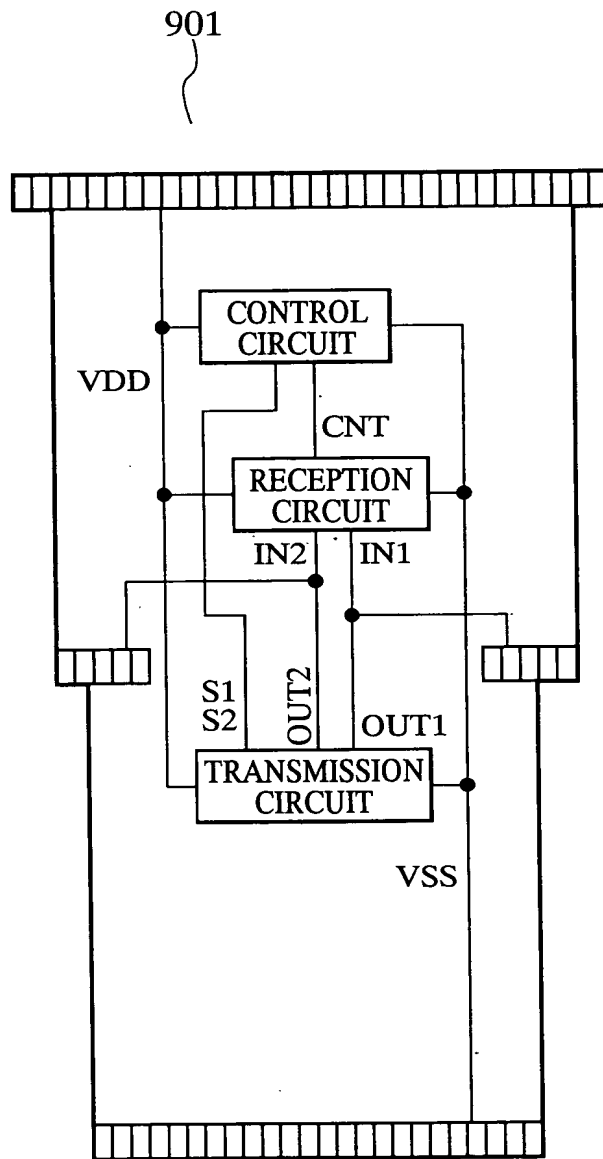 901
CONTROL
CIRCUIT
VDD
CNT
RECEPTION
CIRCUIT
IN2 IN1
S1
S2
OUT2
OUT1
TRANSMISSION
CIRCUIT
VSS